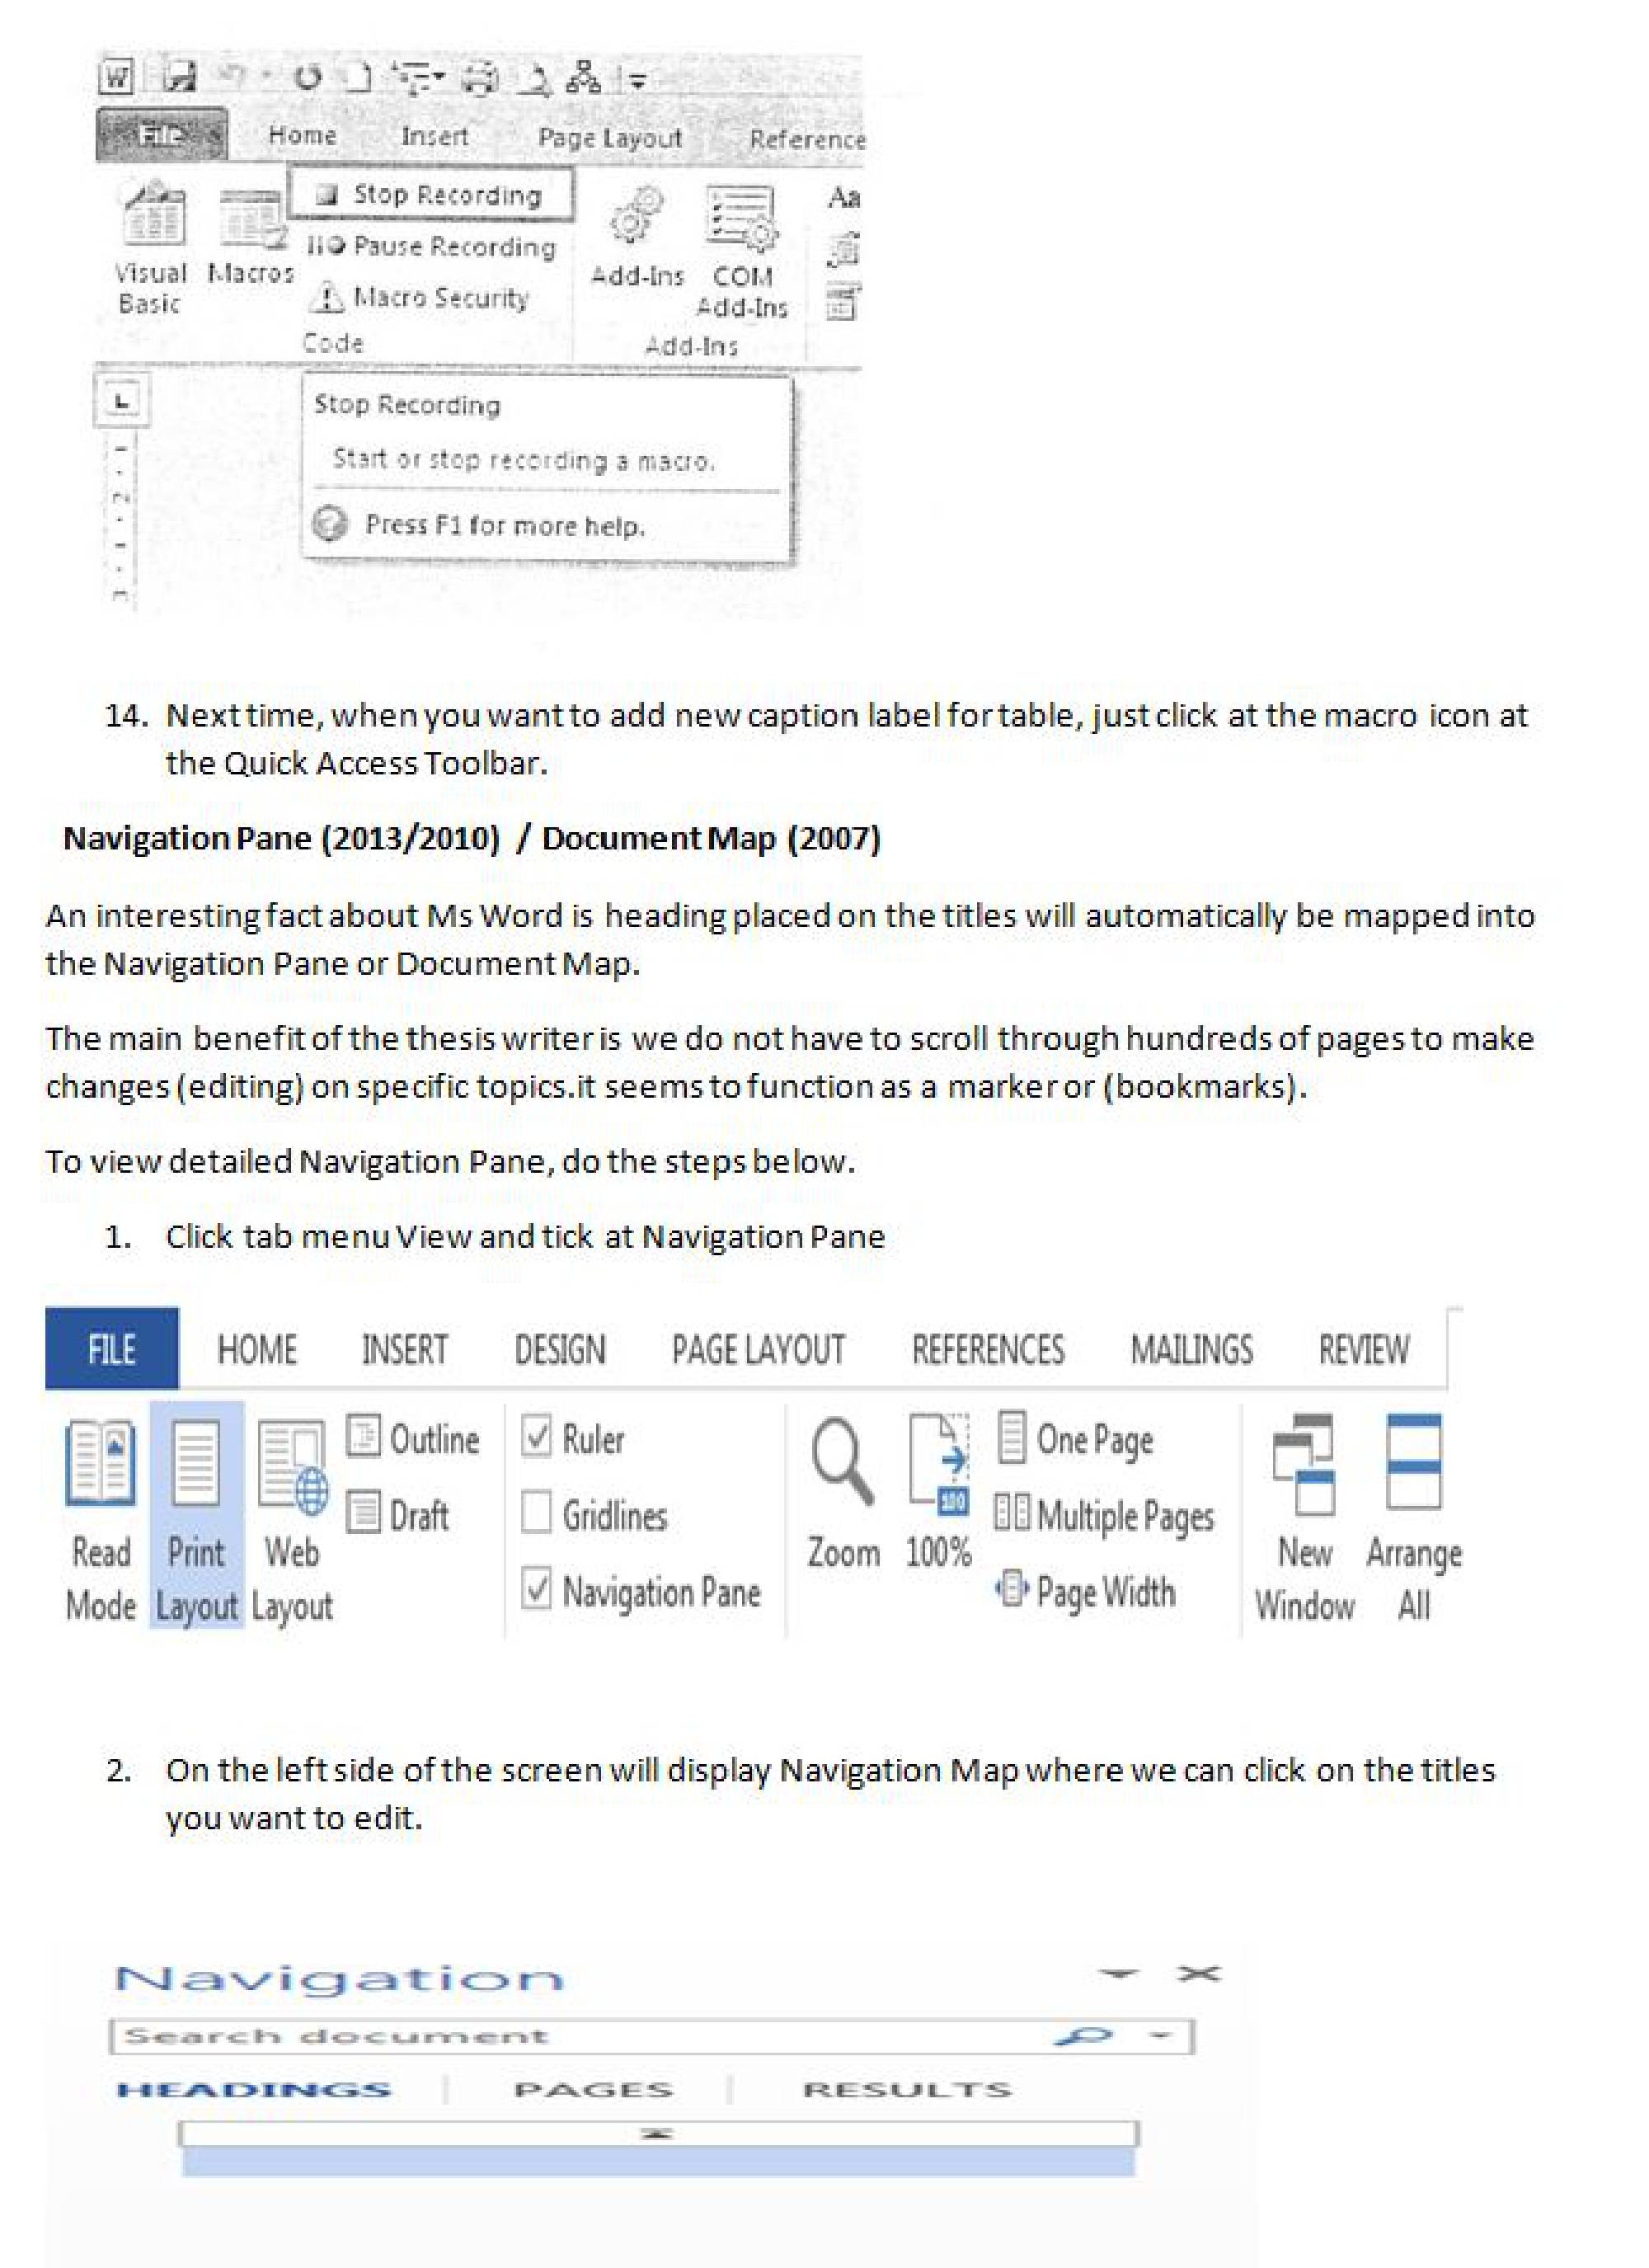 W
File Home Insert Page Layout Reference
Stop Recording
Pause Recording
Macro Security
Visual Basic
Macros
Add-Ins
COM Add-Ins
Aa
Code
Add-Ins
L
Stop Recording
Start or stop recording a macro.
Press F1 for more help.
14. Next time, when you want to add new caption label for table, just click at the macro icon at
the Quick Access Toolbar.
Navigation Pane (2013/2010) / Document Map (2007)
An interesting fact about Ms Word is heading placed on the titles will automatically be mapped into
the Navigation Pane or Document Map.
The main benefit of the thesis writer is we do not have to scroll through hundreds of pages to make
changes (editing) on specific topics.it seems to function as a marker or (bookmarks).
To view detailed Navigation Pane, do the steps below.
1. Click tab menu View and tick at Navigation Pane
FILE HOME INSERT DESIGN PAGE LAYOUT REFERENCES MAILINGS REVIEW
Read Mode
Print Layout
Web Layout
Outline
Draft
Ruler
Gridlines
Navigation Pane
Zoom
100
100%
One Page
Multiple Pages
Page Width
New Window
Arrange All
2. On the left side of the screen will display Navigation Map where we can click on the titles
you want to edit.
Navigation
Search document
HEADINGS PAGES RESULTS